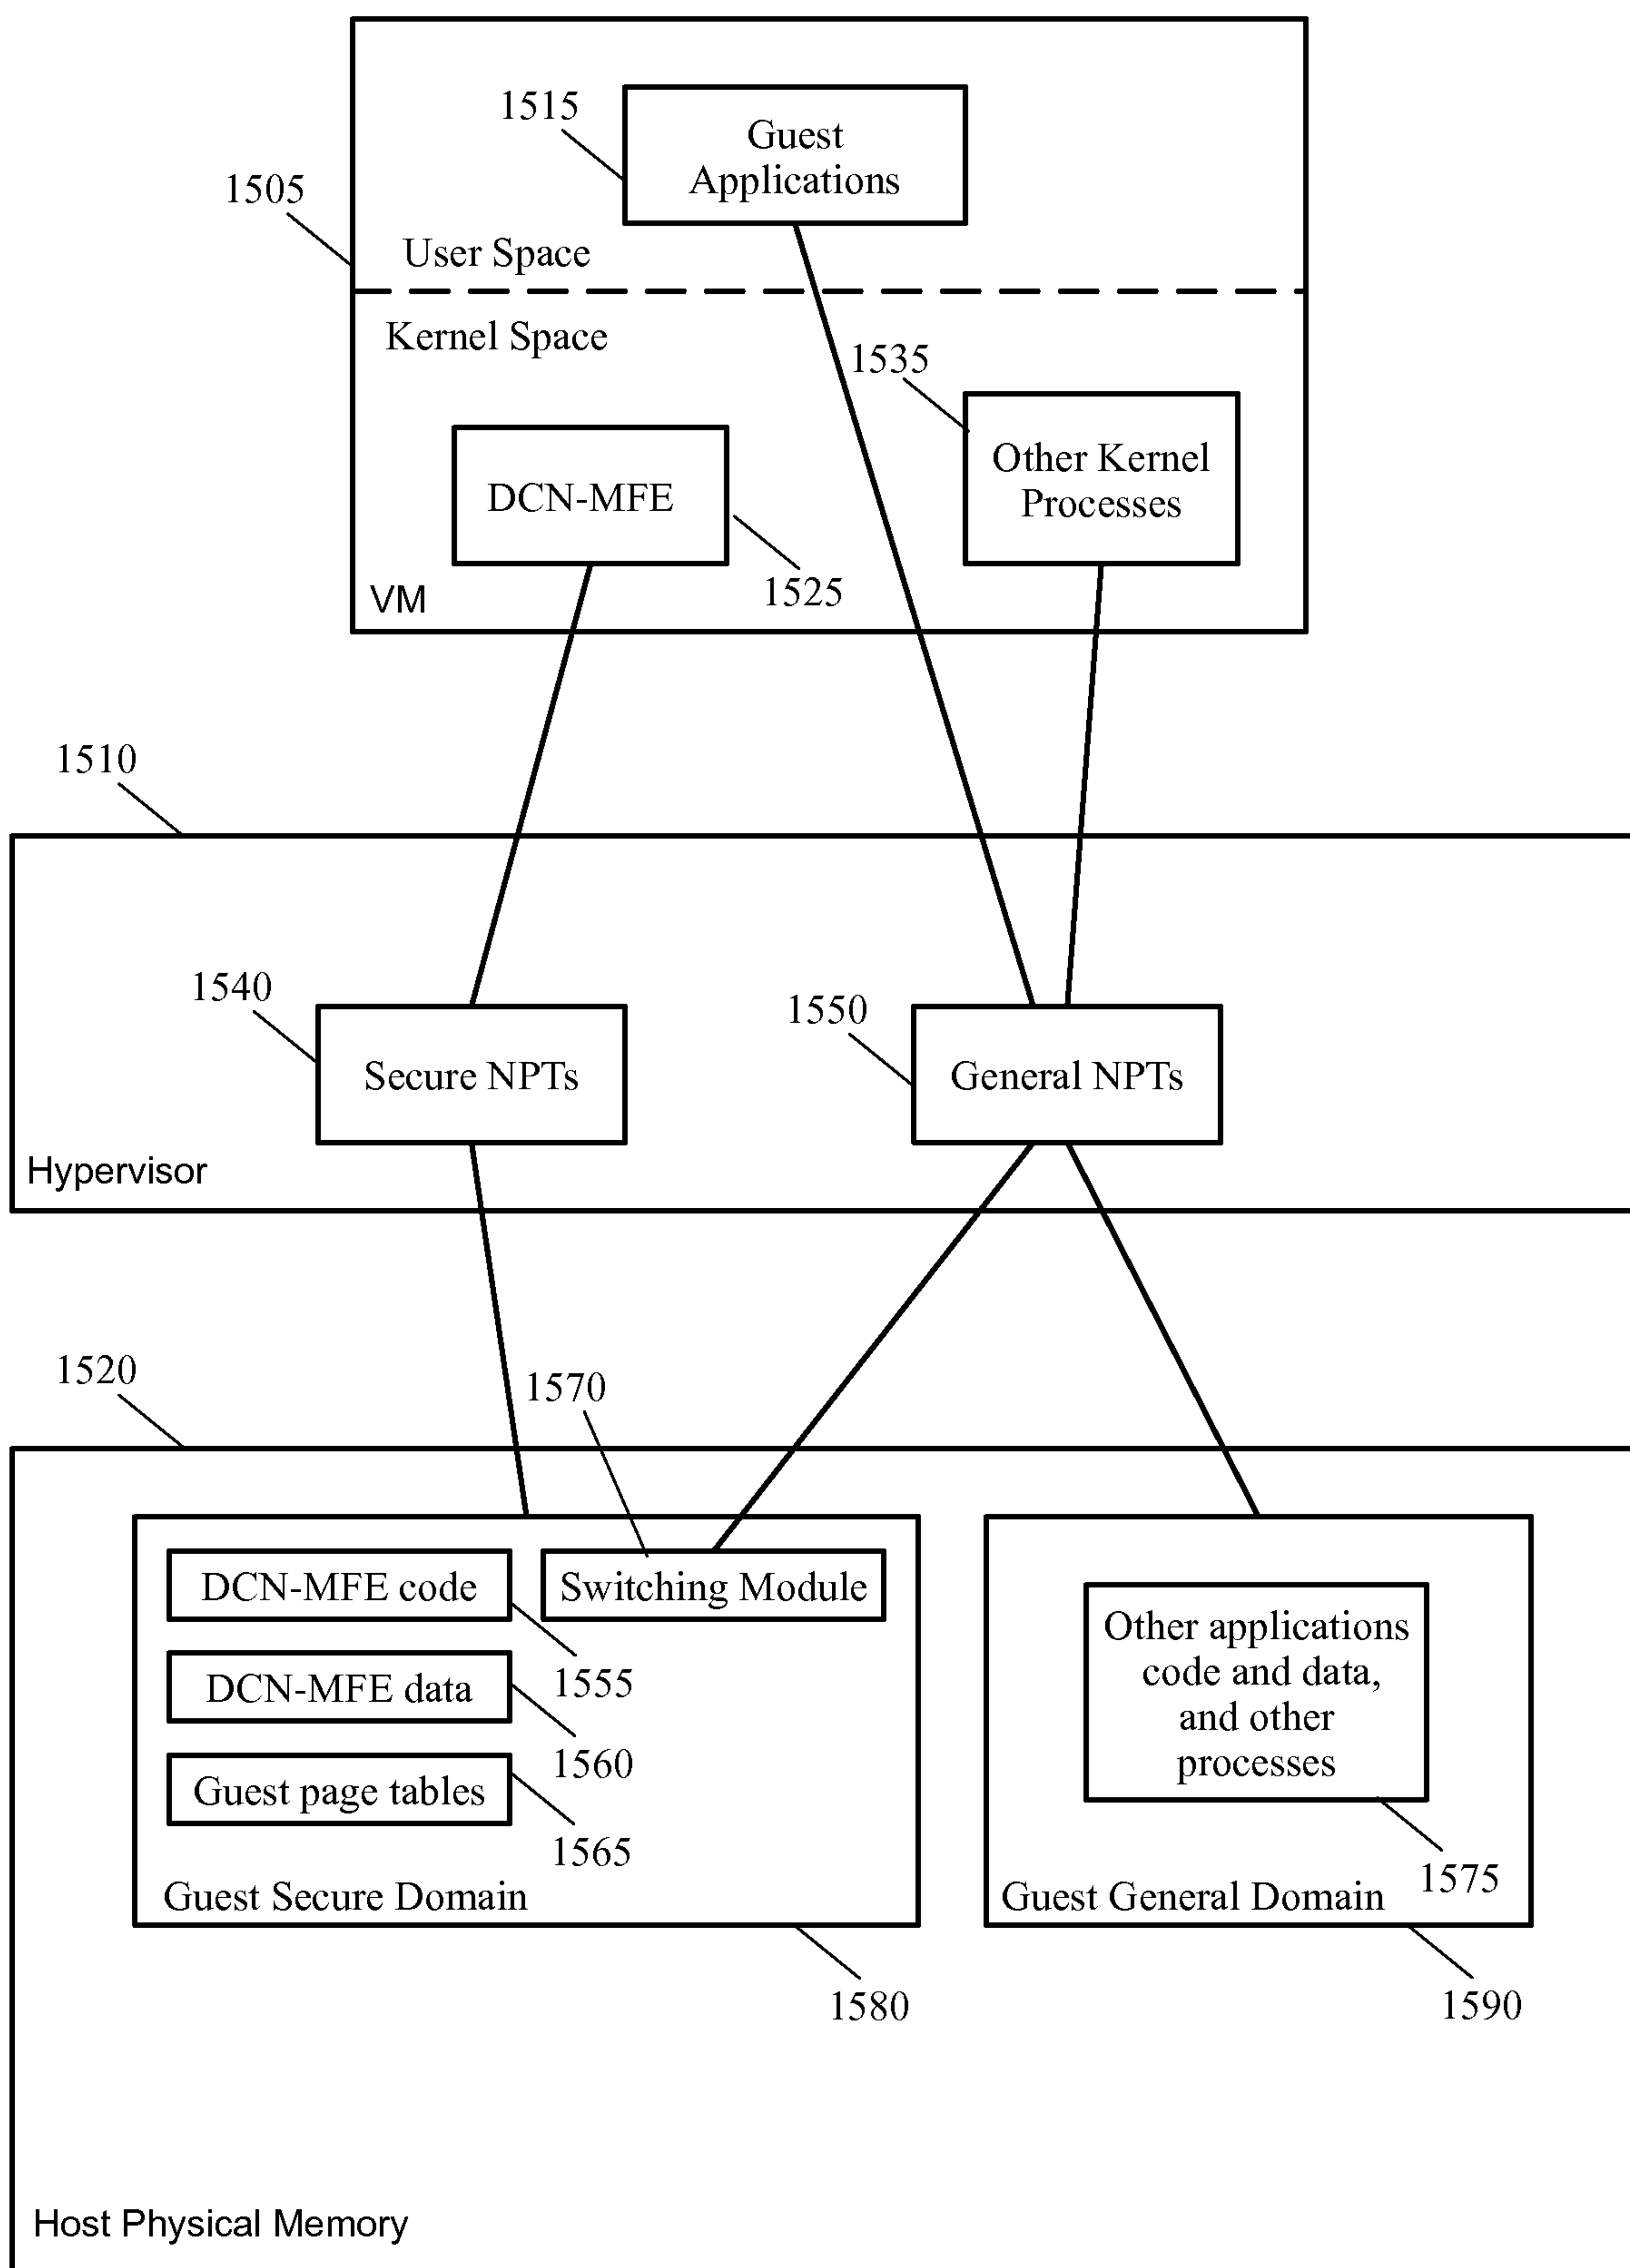 1515
Guest
Applications
1505
User Space
Kernel Space
1535
Other Kernel
Processes
DCN-MFE
1525
VM
1510
1540
1550
Secure NPTs
General NPTs
Hypervisor
1520
1570
DCN-MFE code
Switching Module
1555
DCN-MFE data
1560
Guest page tables
1565
Guest Secure Domain
1580
Other applications
code and data,
and other
processes
1575
Guest General Domain
1590
Host Physical Memory